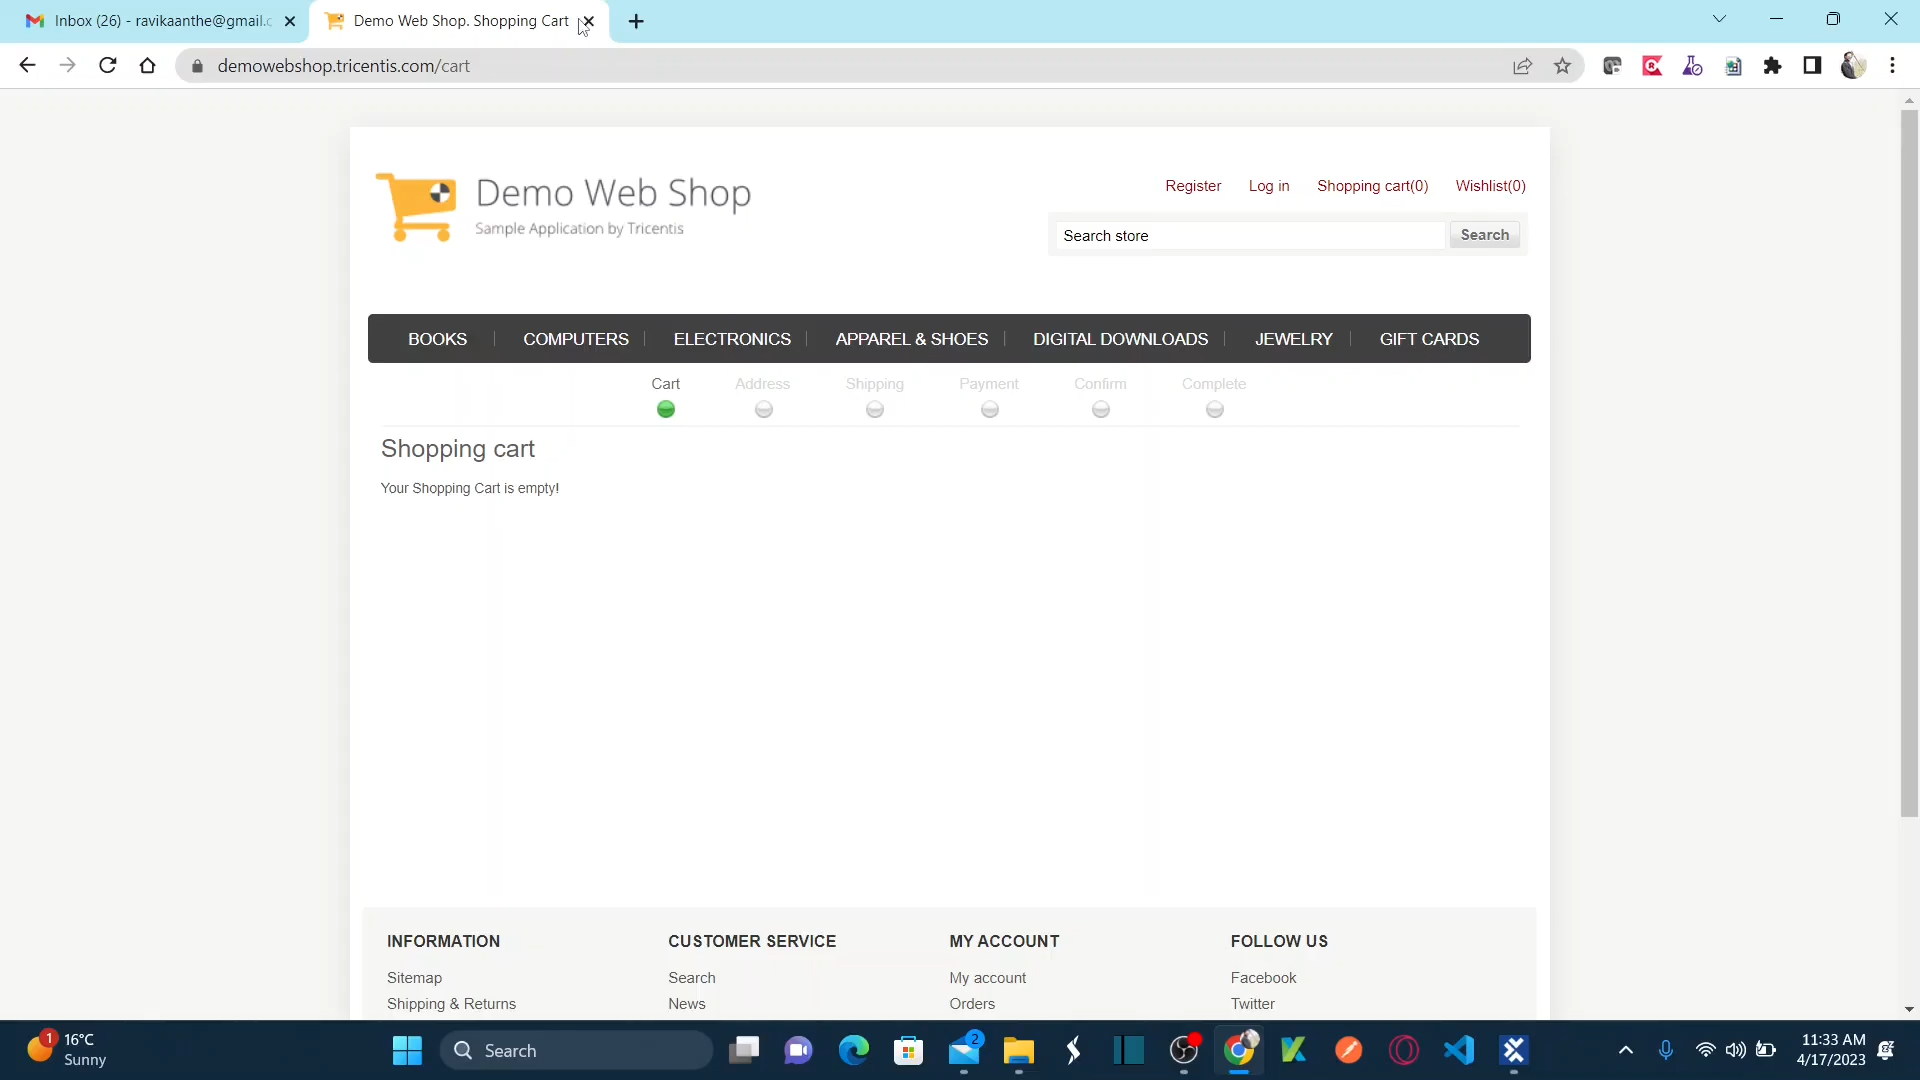 Inbox (26) - ravikaanthe@gmail.c
Demo Web Shop. Shopping Cart
demowebshop.tricentis.com/cart
Demo Web Shop
Sample Application by Tricentis
Register Log in Shopping cart(0) Wishlist(0)
Search store Search
BOOKS COMPUTERS ELECTRONICS APPAREL & SHOES DIGITAL DOWNLOADS JEWELRY GIFT CARDS
Cart Address Shipping Payment Confirm Complete
Shopping cart
Your Shopping Cart is empty!
INFORMATION CUSTOMER SERVICE MY ACCOUNT FOLLOW US
Sitemap Search My account Facebook
Shipping & Returns News Orders Twitter
1 16°C
Sunny
Search
2
11:33 AM
4/17/2023